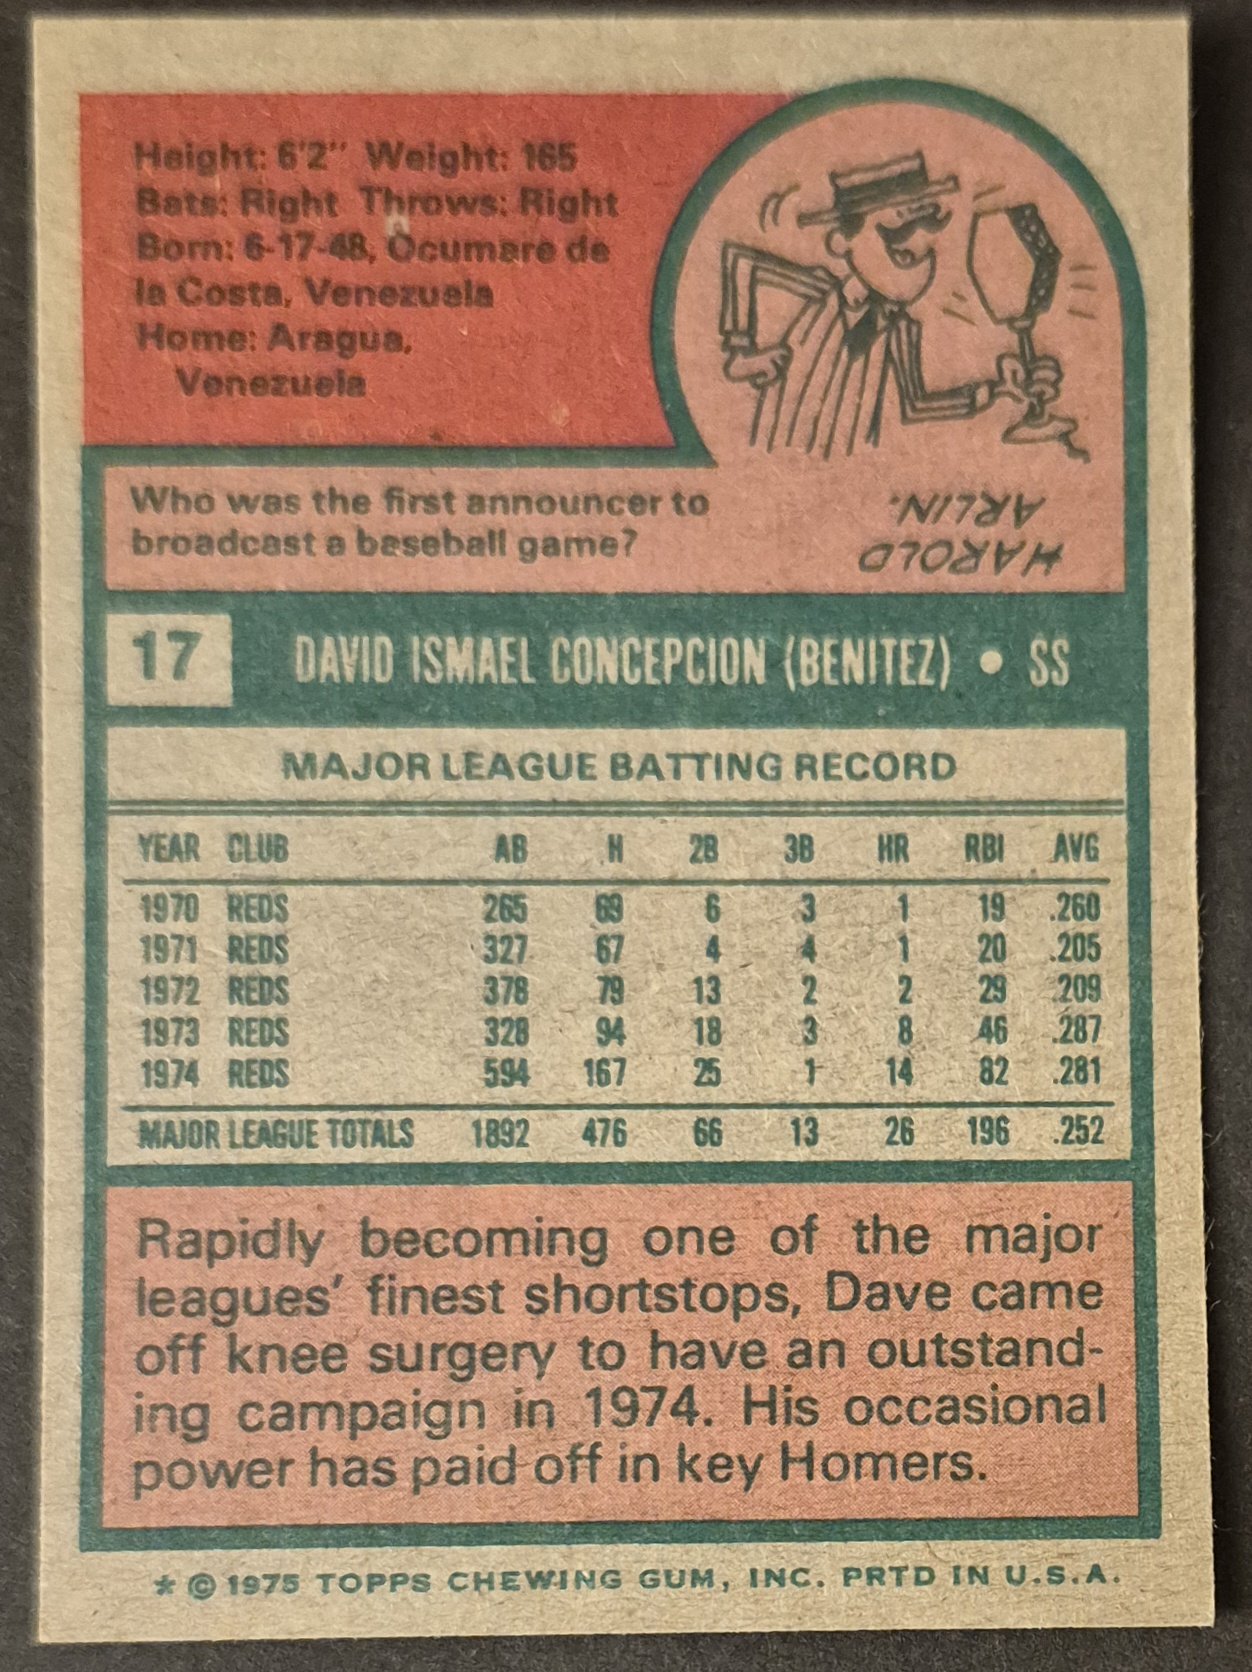 Height: 6'2" Weight: 165
Bats: Right Throws: Right
Born: 6-17-48, Ocumare de
la Costa, Venezuela
Home: Aragua,
Venezuela
Who was the first announcer to
broadcast a baseball game?
HAROLD
ARLIN.
17 DAVID ISMAEL CONCEPCION (BENITEZ) • SS
MAJOR LEAGUE BATTING RECORD
YEAR CLUB AB H 2B 3B HR RBI AVG
1970 REDS 265 69 6 3 1 19 .260
1971 REDS 327 67 4 4 1 20 .205
1972 REDS 378 79 13 2 2 29 .209
1973 REDS 328 94 18 3 8 46 .287
1974 REDS 594 167 25 1 14 82 .281
MAJOR LEAGUE TOTALS 1892 476 66 13 26 196 .252
Rapidly becoming one of the major
leagues' finest shortstops, Dave came
off knee surgery to have an outstand-
ing campaign in 1974. His occasional
power has paid off in key Homers.
* © 1975 TOPPS CHEWING GUM, INC. PRTD IN U.S.A.